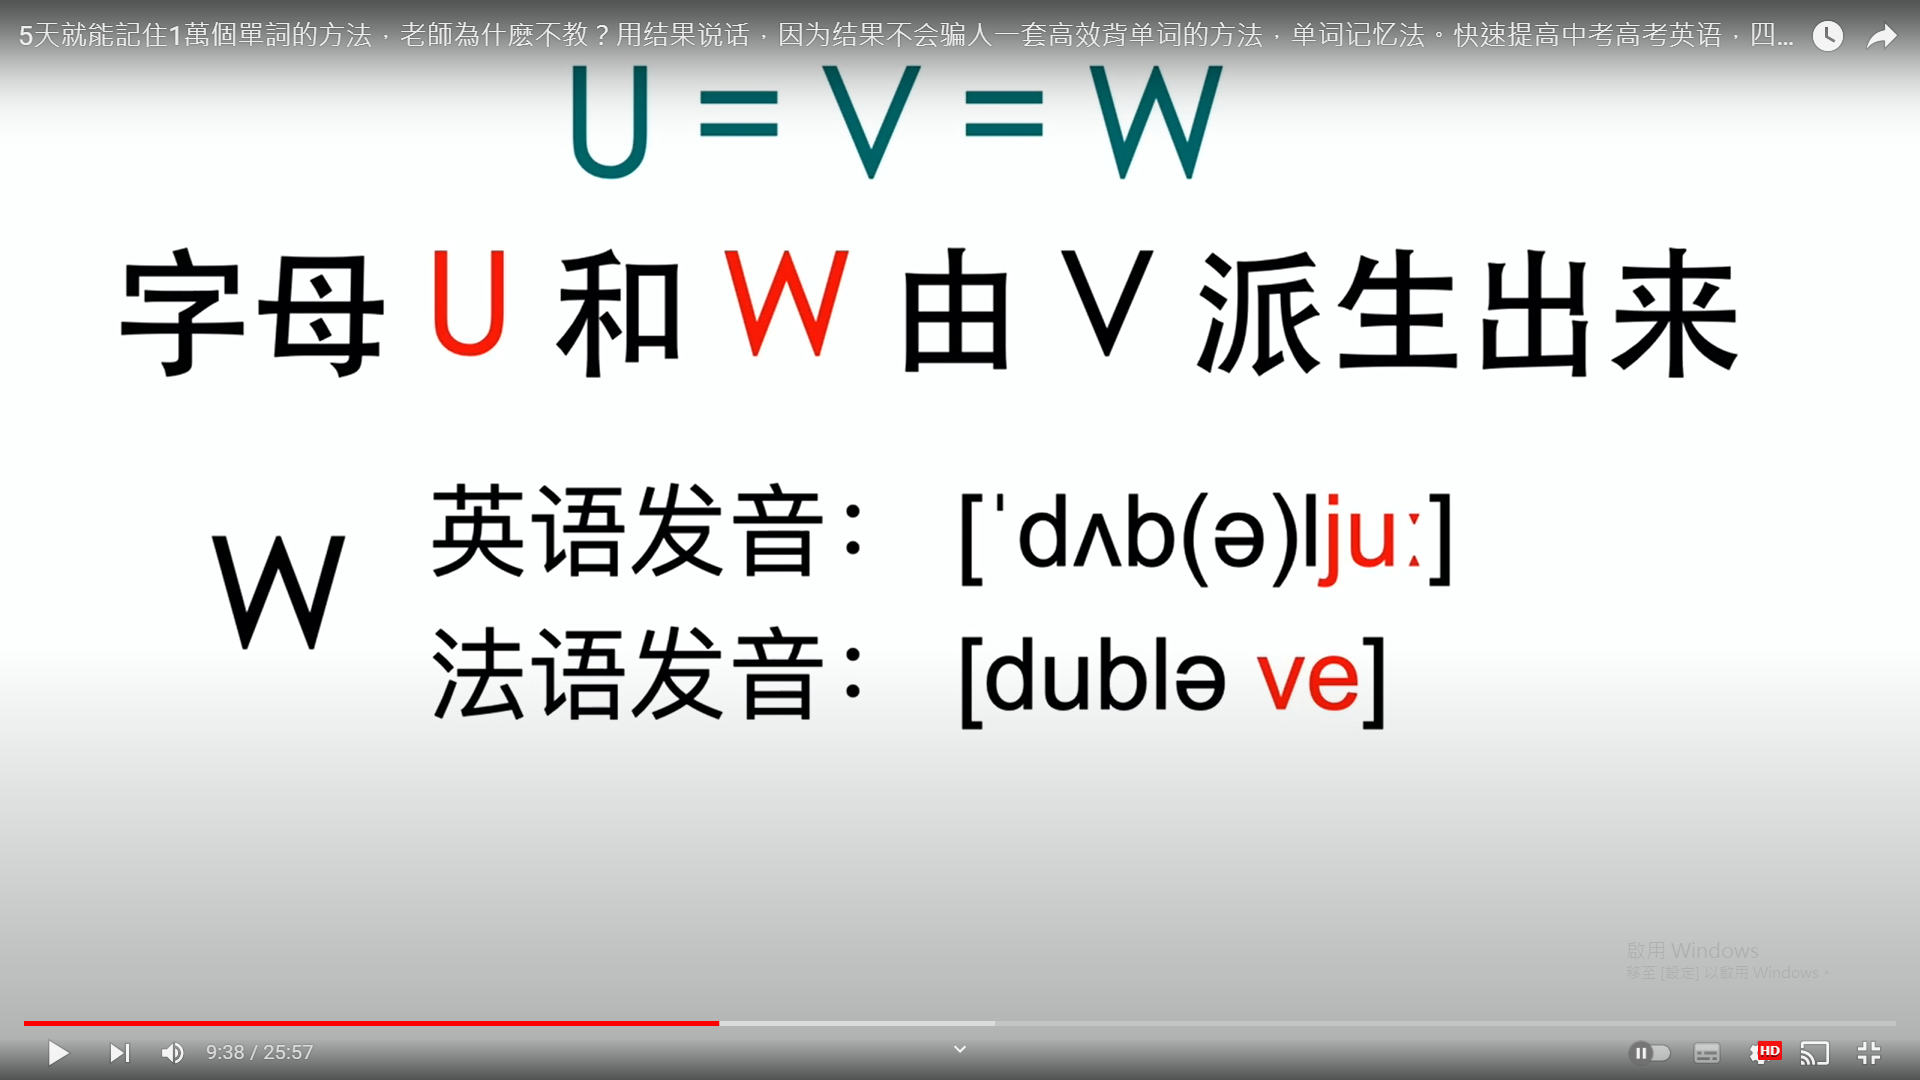 5天就能記住1萬個單詞的方法，老師為什麽不教？用结果说话，因为结果不会骗人一套高效背单词的方法，单词记忆法。快速提高中考高考英语，四...
U = V = W
字母 U 和 W 由 V 派生出来
W
英语发音： [ˈdʌb(ə)ljuː]
法语发音： [dublə ve]
啟用 Windows
移至 [設定] 以啟用 Windows。
9:38 / 25:57
HD